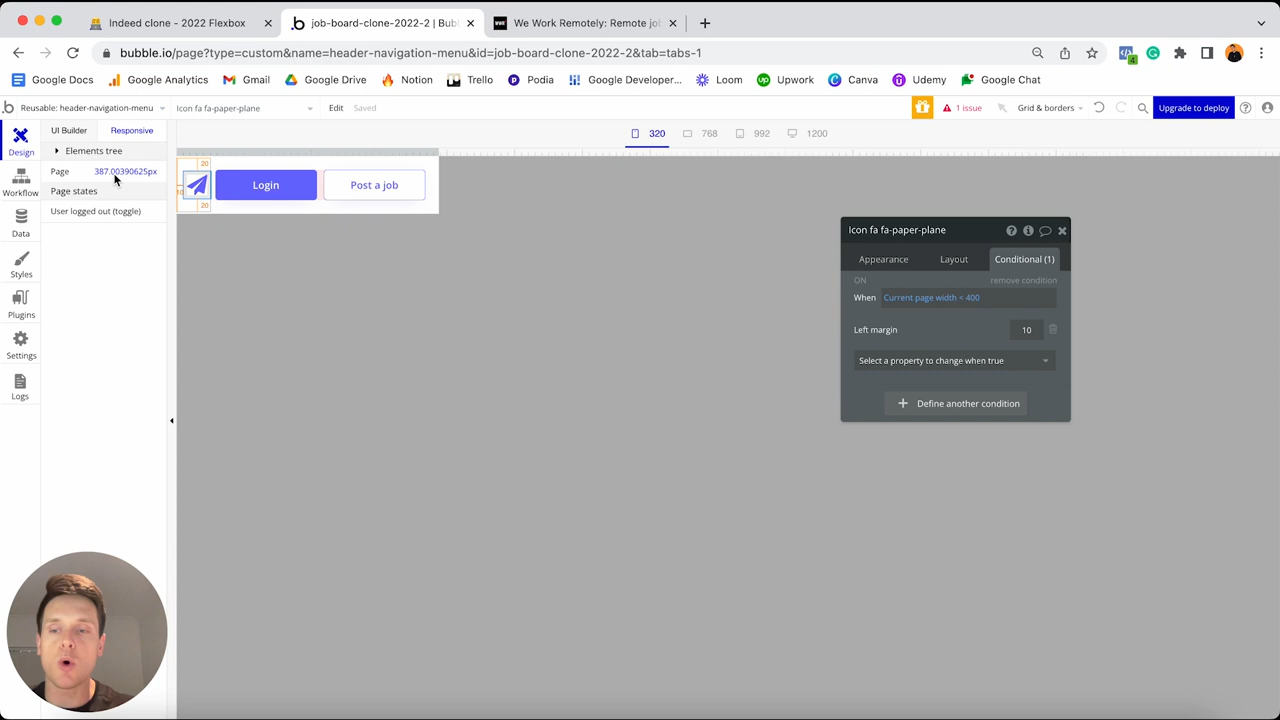 Indeed clone - 2022 Flexbox
job-board-clone-2022-2 | Bub
We Work Remotely: Remote jo
bubble.io/page?type=custom&name=header-navigation-menu&id=job-board-clone-2022-2&tab=tabs-1
4
Google Docs
Google Analytics
Gmail
Google Drive
Notion
Trello
Podia
Google Developer...
Loom
Upwork
Canva
Udemy
Google Chat
Reusable: header-navigation-menu
Icon fa fa-paper-plane
Edit
Saved
1 issue
Grid & borders
Upgrade to deploy
Design
Workflow
Data
Styles
Plugins
Settings
Logs
UI Builder
Responsive
Elements tree
Page
387.00390625px
Page states
User logged out (toggle)
320
768
992
1200
20
10
20
Login
Post a job
Icon fa fa-paper-plane
Appearance
Layout
Conditional (1)
ON
remove condition
When
Current page width < 400
Left margin
10
Select a property to change when true
Define another condition